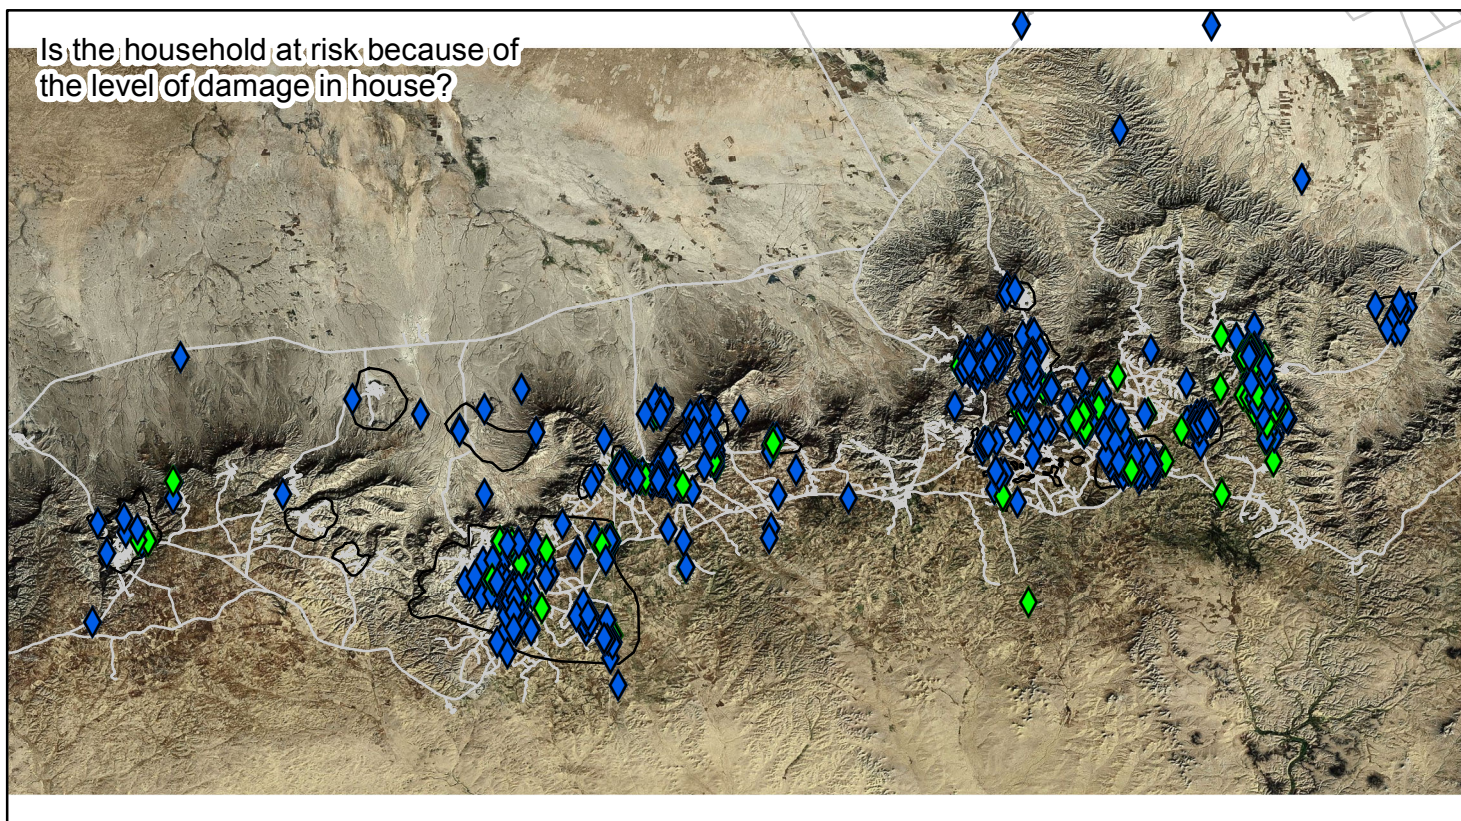 Is the household at risk because of
the level of damage in house?